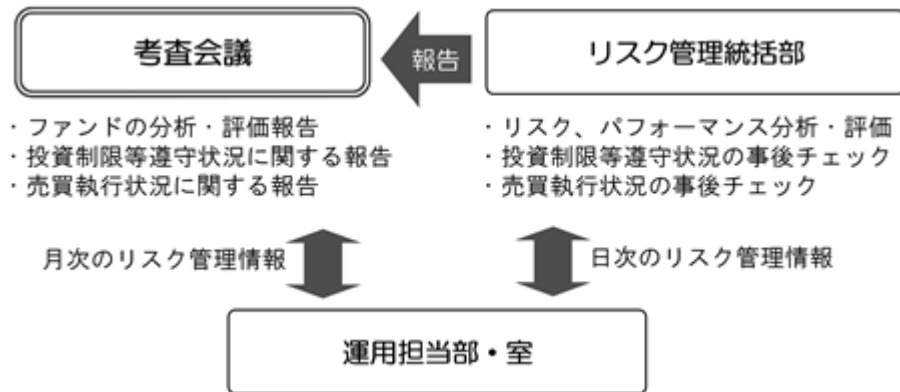 考査会議
報告
リスク管理統括部
・ファンドの分析・評価報告
・投資制限等遵守状況に関する報告
・売買執行状況に関する報告
・リスク、パフォーマンス分析・評価
・投資制限等遵守状況の事後チェック
・売買執行状況の事後チェック
月次のリスク管理情報
日次のリスク管理情報
運用担当部・室